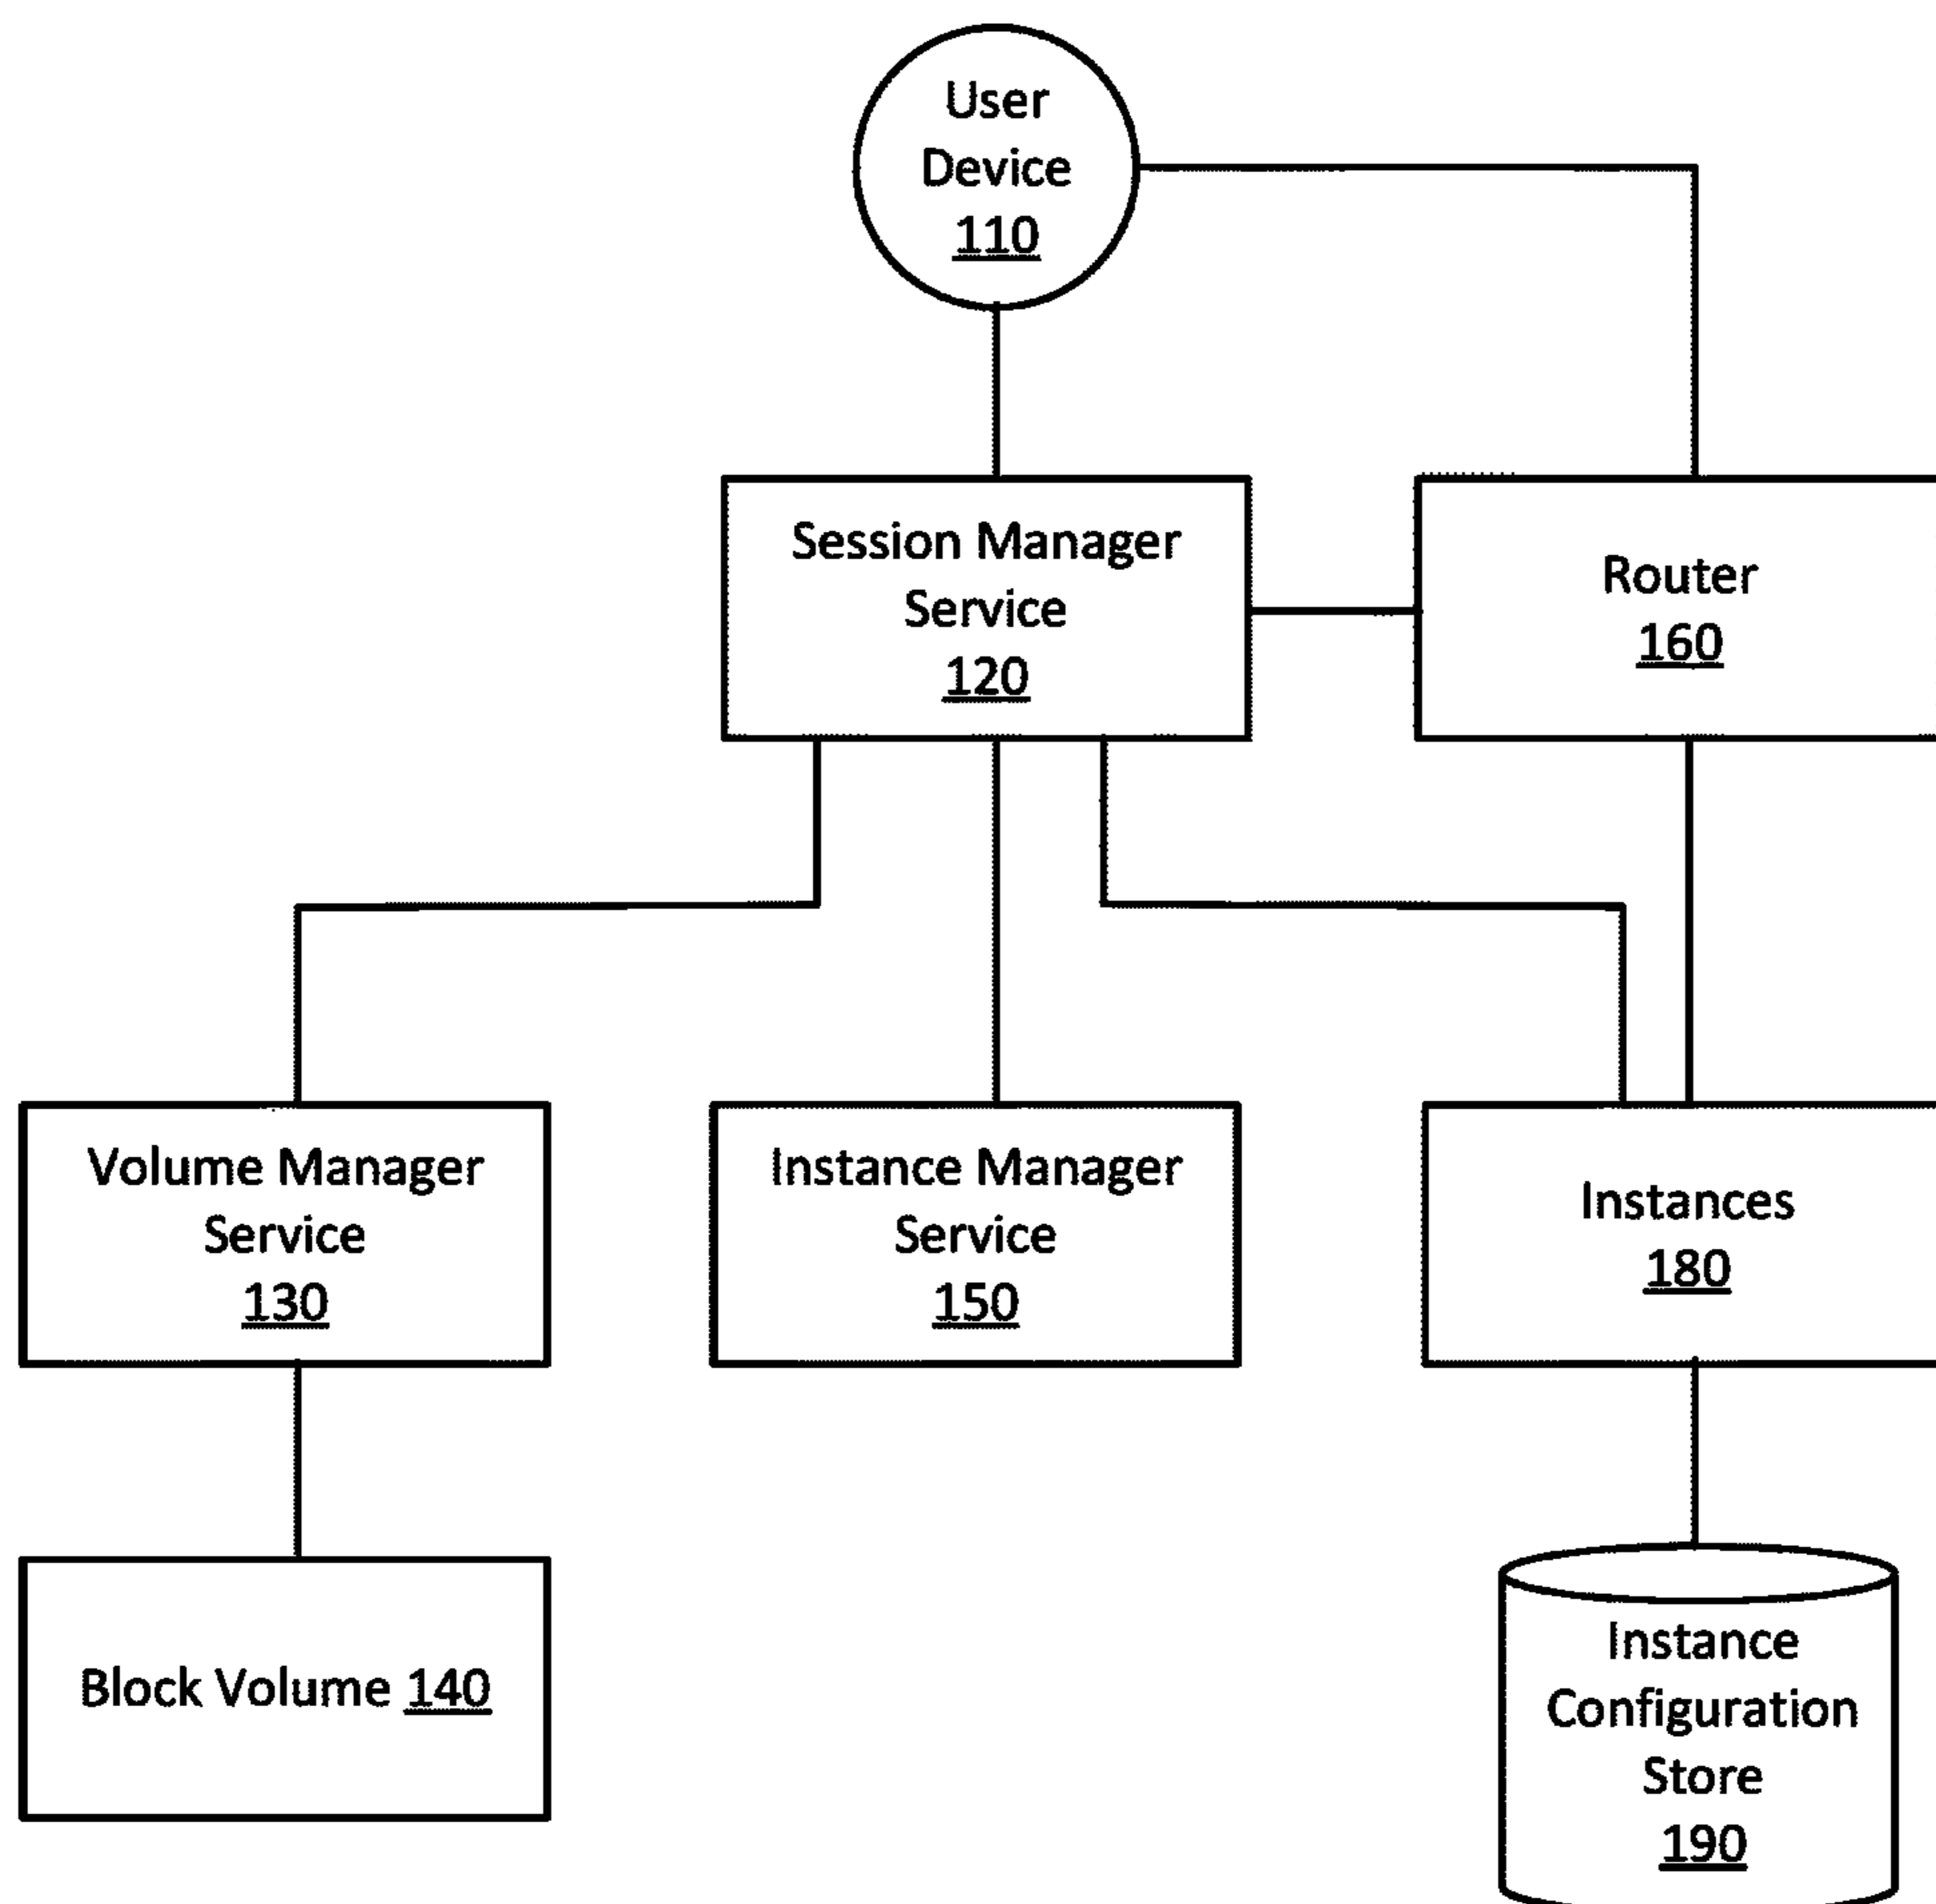 User
Device
110
Session Manager
Service
120
Router
160
Volume Manager
Service
130
Instance Manager
Service
150
Instances
180
Block Volume 140
Instance
Configuration
Store
190